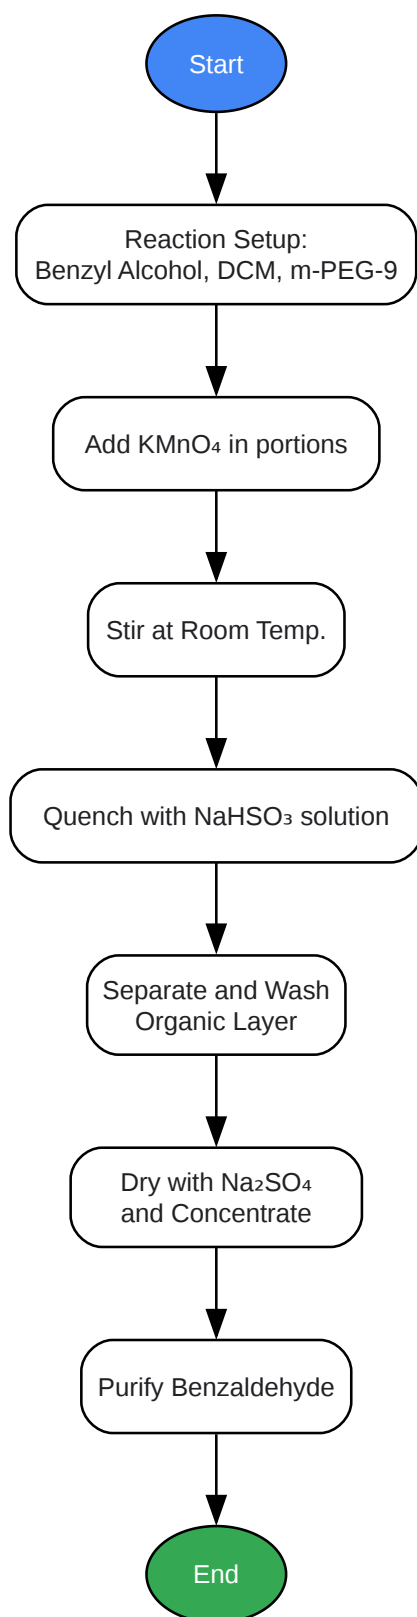 Start
Reaction Setup:
Benzyl Alcohol, DCM, m-PEG-9
Add KMnO₄ in portions
Stir at Room Temp.
Quench with NaHSO₃ solution
Separate and Wash
Organic Layer
Dry with Na₂SO₄
and Concentrate
Purify Benzaldehyde
End